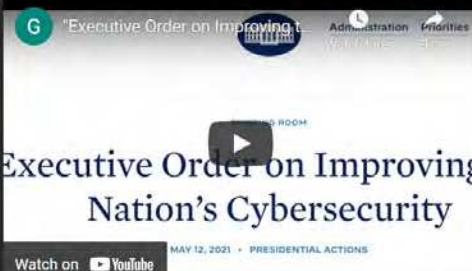 G "Executive Order on Improving t...
Administration Priorities
ROOM
Executive Order on Improving
Nation's Cybersecurity
MAY 12, 2021 • PRESIDENTIAL ACTIONS
Watch on YouTube